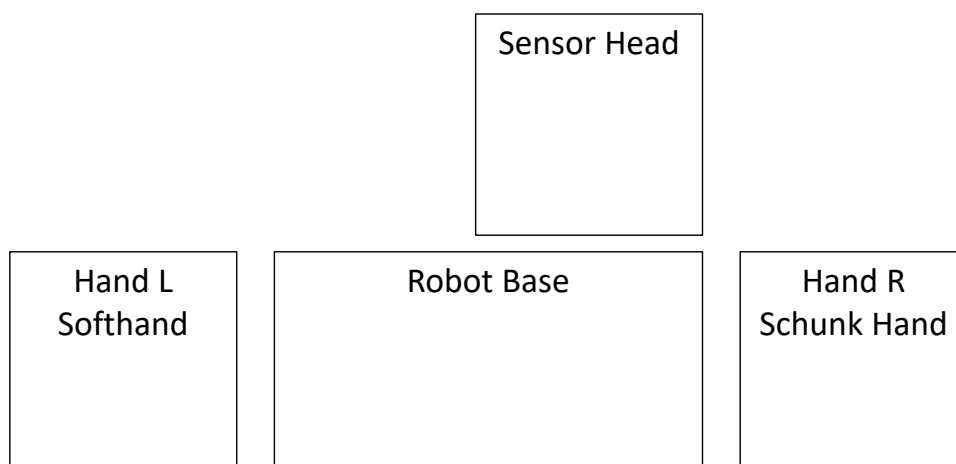 Sensor Head
Hand L
Softhand
Robot Base
Hand R
Schunk Hand